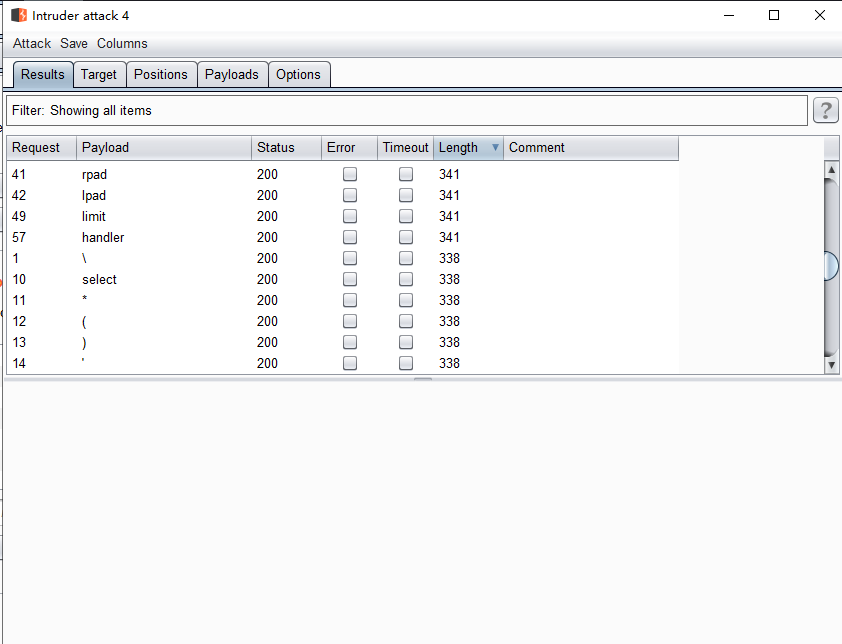 Intruder attack 4
Attack Save Columns
Results Target Positions Payloads Options
Filter: Showing all items ?
Request Payload Status Error Timeout Length Comment
41 rpad 200 341
42 lpad 200 341
49 limit 200 341
57 handler 200 341
1 \ 200 338
10 select 200 338
11 * 200 338
12 ( 200 338
13 ) 200 338
14 ' 200 338